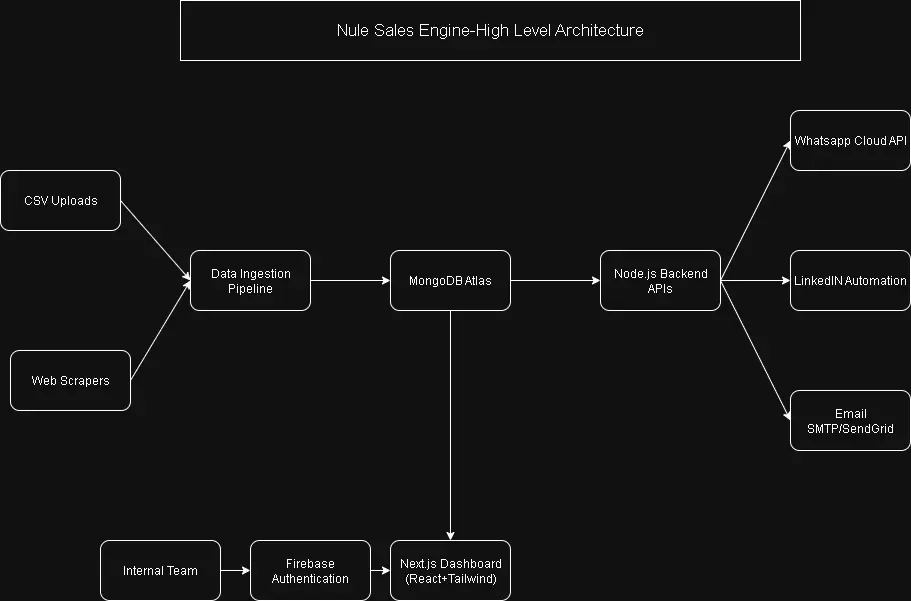 Nule Sales Engine-High Level Architecture
Whatsapp Cloud API
CSV Uploads
Data Ingestion
Pipeline
MongoDB Atlas
Node.js Backend
APIs
LinkedIN Automation
Web Scrapers
Email
SMTP/SendGrid
Internal Team
Firebase
Authentication
Next.js Dashboard
(React+Tailwind)